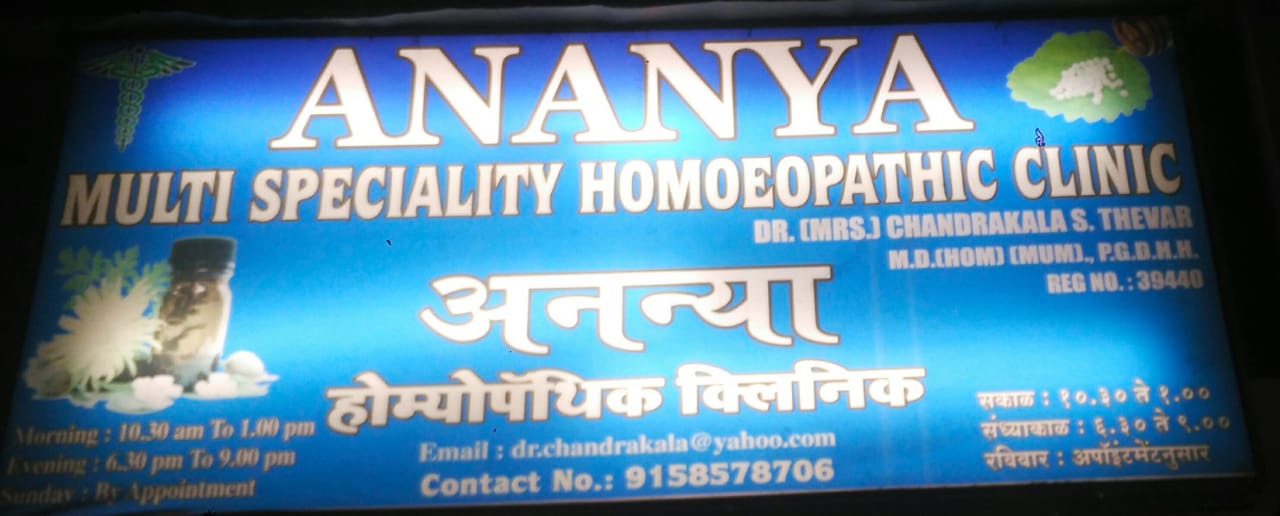 ANANYA
MULTI SPECIALITY HOMOEOPATHIC CLINIC
DR. (MRS.) CHANDRAKALA S. THEVAR
M.D.(HOM) (MUM)., P.G.D.H.H.
REG NO. : 39440
अनन्या
होम्योपॅथिक क्लिनिक
Morning : 10.30 am To 1.00 pm
Evening : 6.30 pm To 9.00 pm
Sunday : By Appointment
Email : dr.chandrakala@yahoo.com
Contact No.: 9158578706
सकाळ : १०.३० ते १.००
संध्याकाळ : ६.३० ते ९.००
रविवार : अपॉइंटमेंटनुसार